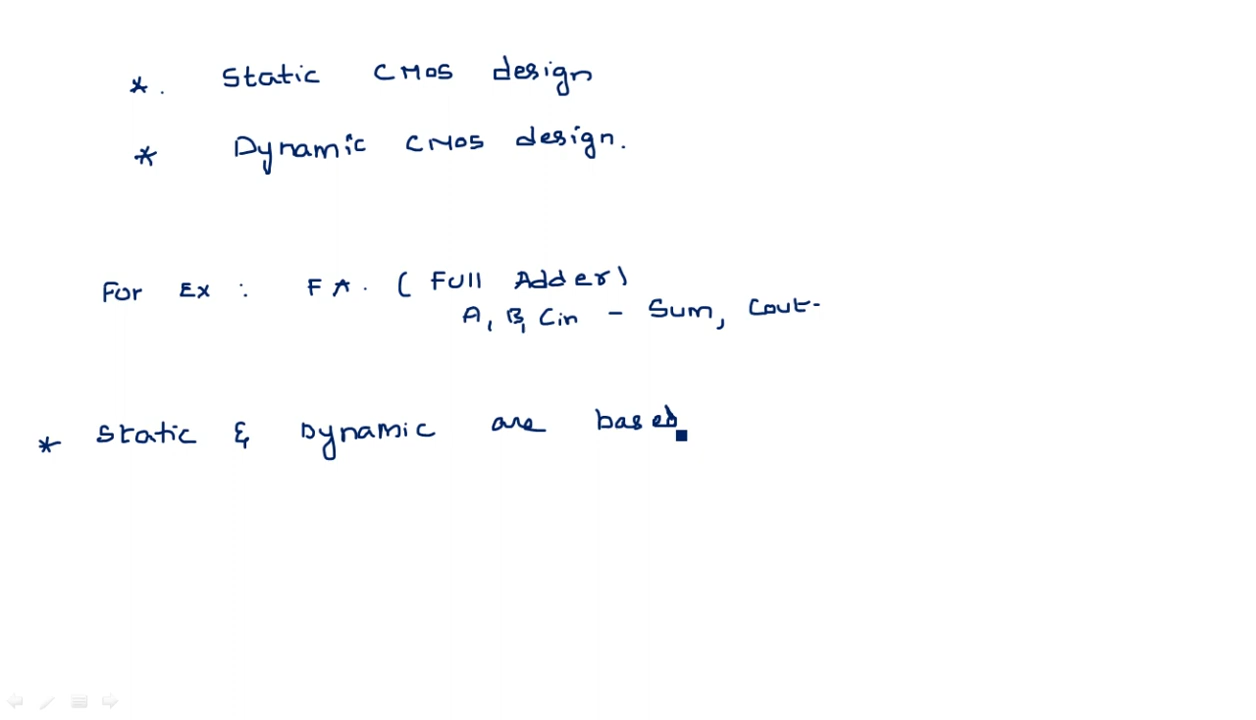 *. Static CMOS design
* Dynamic CMOS design.
For Ex : FA. ( Full Adder)
A, B, Cin - Sum, Cout-
* Static & Dynamic are based